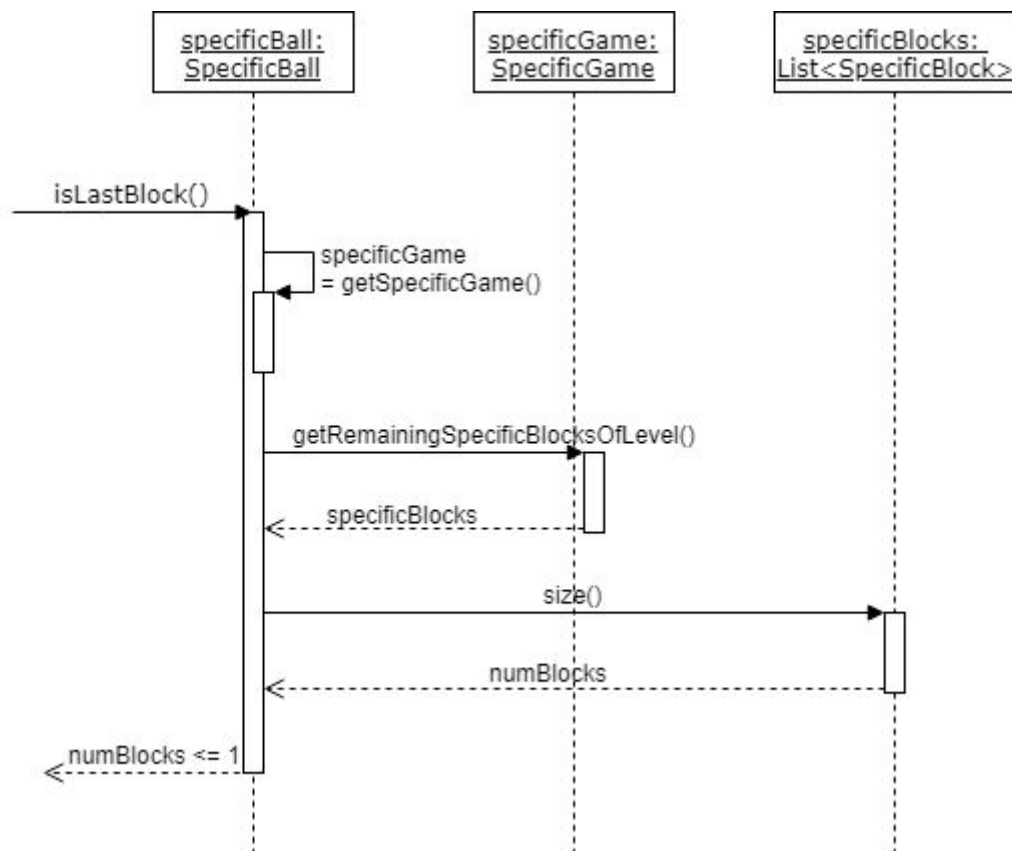 specificBall:
SpecificBall
specificGame:
SpecificGame
specificBlocks:
List<SpecificBlock>
isLastBlock()
specificGame
= getSpecificGame()
getRemainingSpecificBlocksOfLevel()
specificBlocks
size()
numBlocks
numBlocks <= 1